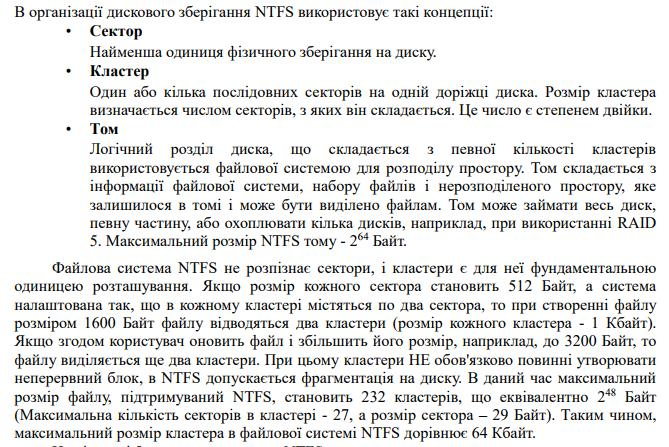 В організації дискового зберігання NTFS використовує такі концепції:
• Сектор
Найменша одиниця фізичного зберігання на диску.
• Кластер
Один або кілька послідовних секторів на одній доріжці диска. Розмір кластера
визначається числом секторів, з яких він складається. Це число є степенем двійки.
• Том
Логічний розділ диска, що складається з певної кількості кластерів
використовується файловою системою для розподілу простору. Том складається з
інформації файлової системи, набору файлів і нерозподіленого простору, яке
залишилося в томі і може бути виділено файлам. Том може займати весь диск,
певну частину, або охоплювати кілька дисків, наприклад, при використанні RAID
5. Максимальний розмір NTFS тому - 2⁶⁴ Байт.
Файлова система NTFS не розпізнає сектори, і кластери є для неї фундаментальною
одиницею розташування. Якщо розмір кожного сектора становить 512 Байт, а система
налаштована так, що в кожному кластері містяться по два сектора, то при створенні файлу
розміром 1600 Байт файлу відводяться два кластери (розмір кожного кластера - 1 Кбайт).
Якщо згодом користувач оновить файл і збільшить його розмір, наприклад, до 3200 Байт, то
файлу виділяється ще два кластери. При цьому кластери НЕ обов'язково повинні утворювати
неперервний блок, в NTFS допускається фрагментація на диску. В даний час максимальний
розмір файлу, підтримуваний NTFS, становить 232 кластерів, що еквівалентно 2⁴⁸ Байт
(Максимальна кількість секторів в кластері - 27, а розмір сектора – 29 Байт). Таким чином,
максимальний розмір кластера в файлової системі NTFS дорівнює 64 Кбайт.